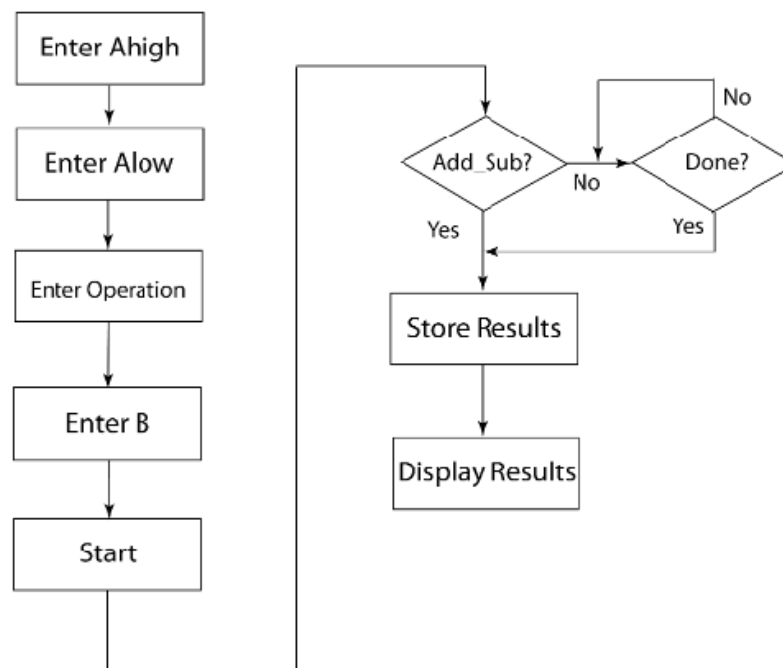 Enter Ahigh
Enter Alow
Enter Operation
Enter B
Start
Add_Sub?
No
Yes
Done?
No
Yes
Store Results
Display Results